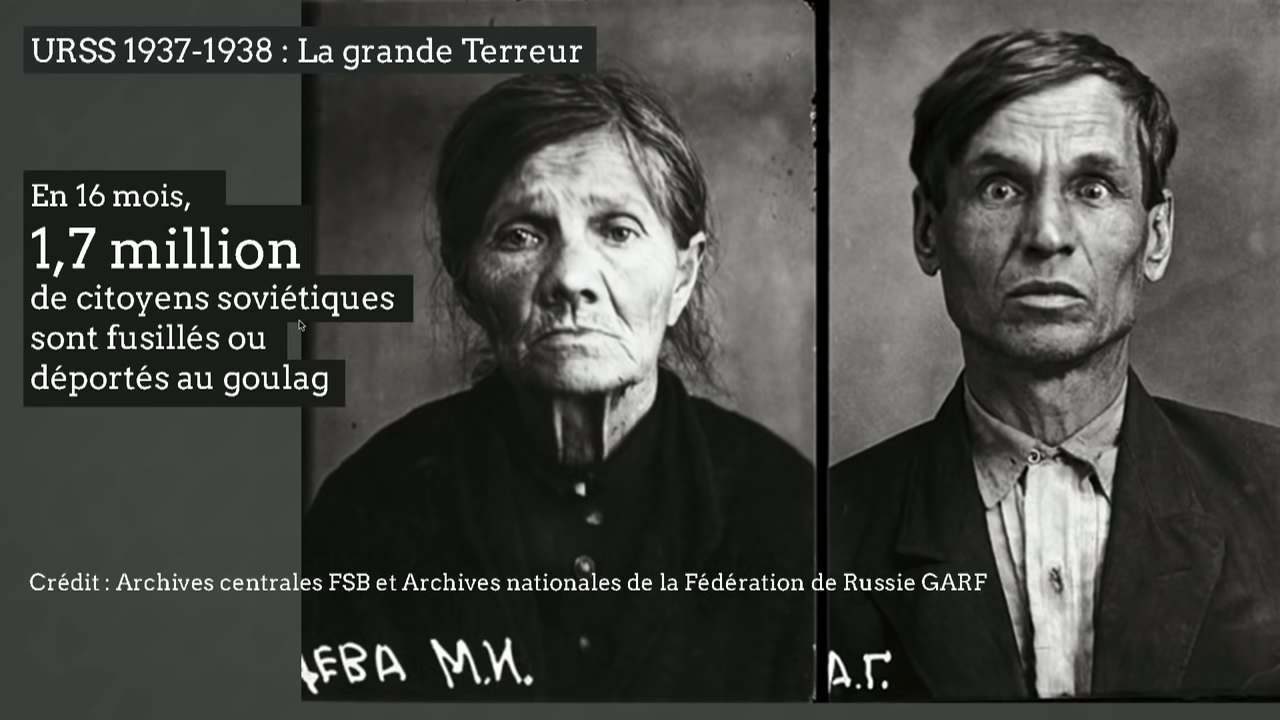 URSS 1937-1938 : La grande Terreur
En 16 mois,
1,7 million
de citoyens soviétiques
sont fusillés ou
déportés au goulag
Crédit : Archives centrales FSB et Archives nationales de la Fédération de Russie GARF
ЕВА М.И.
А.Г.